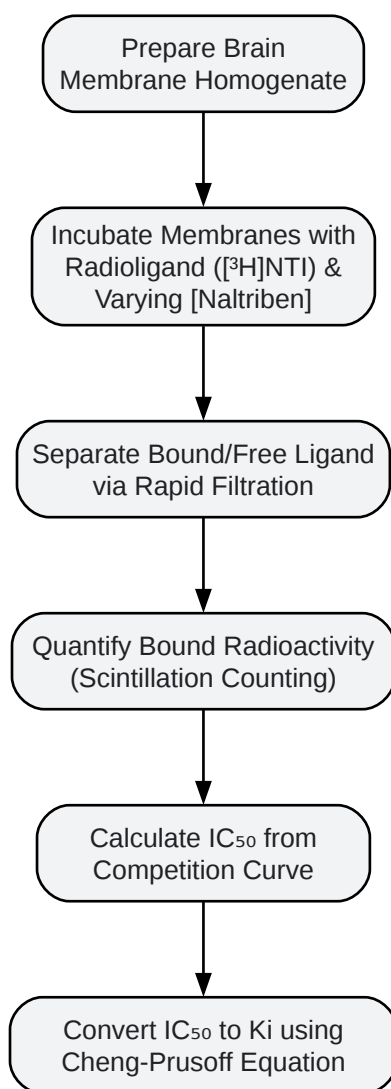 Prepare Brain
Membrane Homogenate
Incubate Membranes with
Radioligand ([³H]NTI) &
Varying [Naltriben]
Separate Bound/Free Ligand
via Rapid Filtration
Quantify Bound Radioactivity
(Scintillation Counting)
Calculate IC₅₀ from
Competition Curve
Convert IC₅₀ to Ki using
Cheng-Prusoff Equation